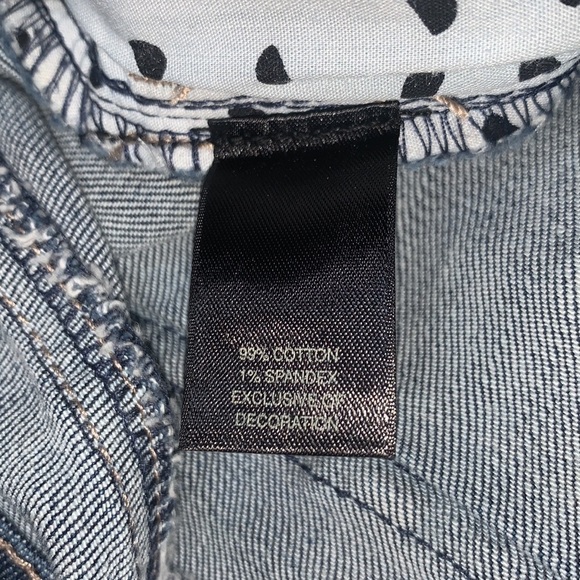 99% COTTON
1% SPANDEX
EXCLUSIVE OF
DECORATION